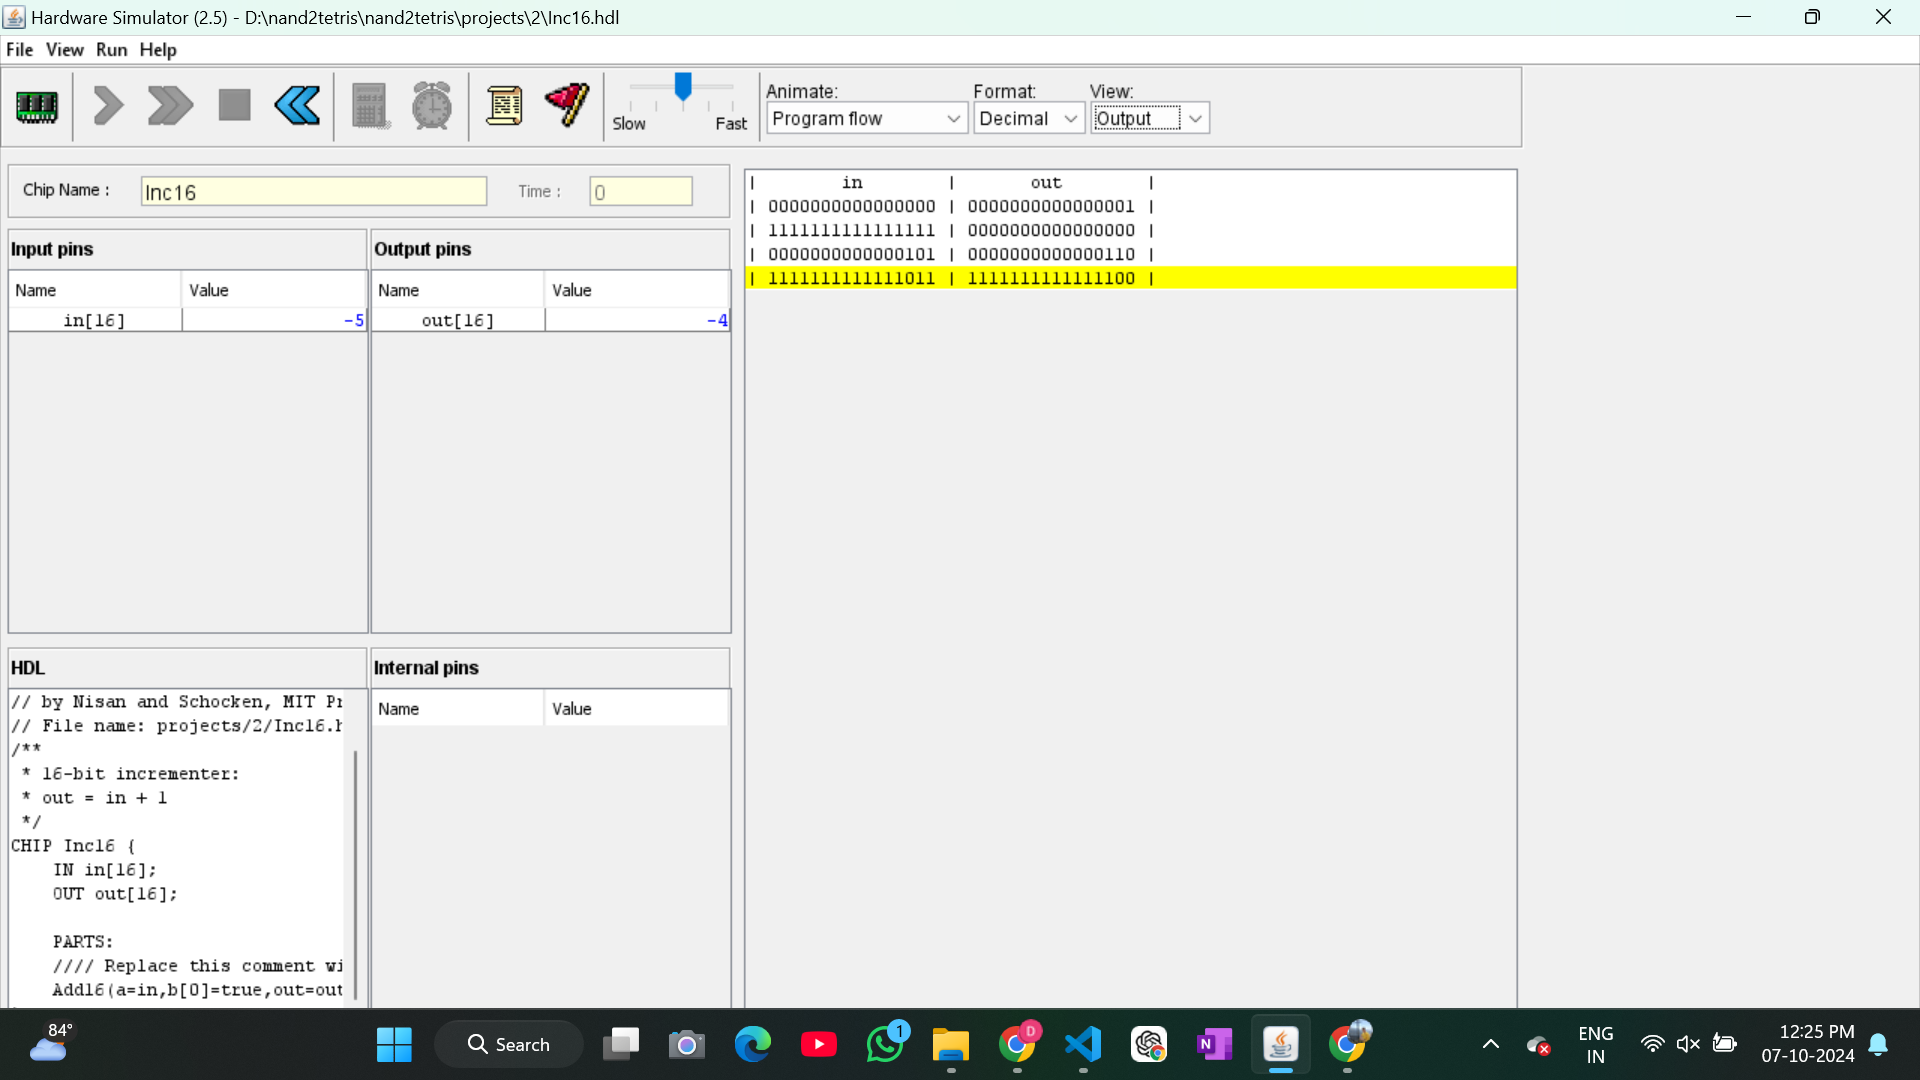 Hardware Simulator (2.5) - D:\nand2tetris\nand2tetris\projects\2\Inc16.hdl
File View Run Help
Slow Fast
Animate: Format: View:
Program flow Decimal Output
Chip Name : Inc16 Time : 0
Input pins Output pins
Name Value Name Value
in[16] -5 out[16] -4
| in | out |
| 0000000000000000 | 0000000000000001 |
| 1111111111111111 | 0000000000000000 |
| 0000000000000101 | 0000000000000110 |
| 1111111111111011 | 1111111111111100 |
HDL
// by Nisan and Schocken, MIT Pr
// File name: projects/2/Inc16.h
/**
* 16-bit incrementer:
* out = in + 1
*/
CHIP Inc16 {
IN in[16];
OUT out[16];
PARTS:
//// Replace this comment wi
Add16(a=in,b[0]=true,out=out
Internal pins
Name Value
84°
Search
1
D
N
ENG
IN
12:25 PM
07-10-2024